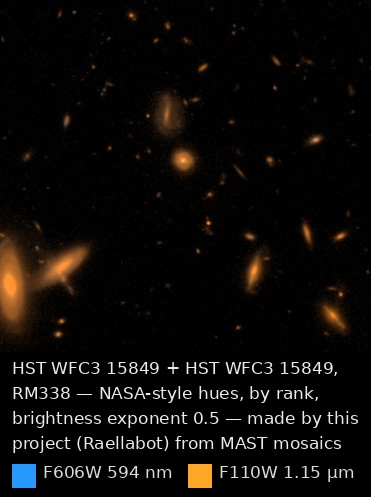 HST WFC3 15849 + HST WFC3 15849,
RM338 — NASA-style hues, by rank,
brightness exponent 0.5 — made by this
project (Raellabot) from MAST mosaics
F606W 594 nm F110W 1.15 μm